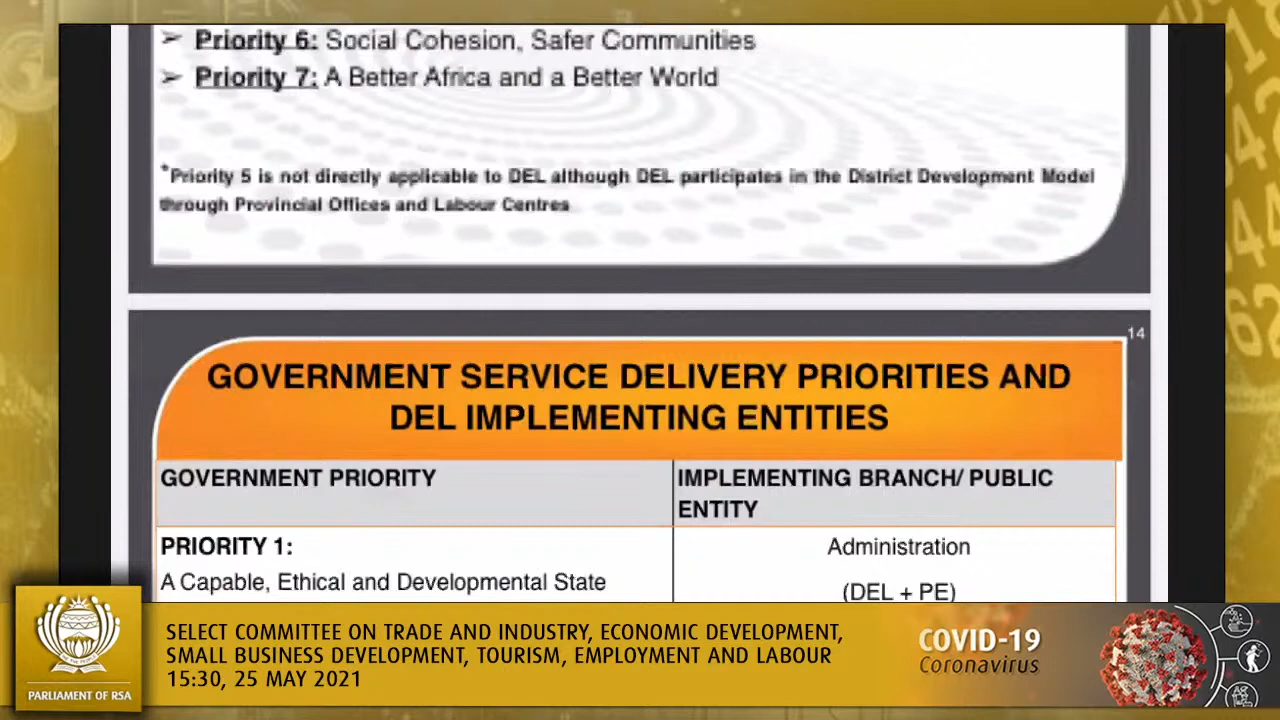 ➢ Priority 6: Social Cohesion, Safer Communities
➢ Priority 7: A Better Africa and a Better World
*Priority 5 is not directly applicable to DEL although DEL participates in the District Development Model
through Provincial Offices and Labour Centres
14
GOVERNMENT SERVICE DELIVERY PRIORITIES AND
DEL IMPLEMENTING ENTITIES
GOVERNMENT PRIORITY
IMPLEMENTING BRANCH/ PUBLIC
ENTITY
PRIORITY 1:
A Capable, Ethical and Developmental State
Administration
(DEL + PE)
PARLIAMENT OF RSA
SELECT COMMITTEE ON TRADE AND INDUSTRY, ECONOMIC DEVELOPMENT,
SMALL BUSINESS DEVELOPMENT, TOURISM, EMPLOYMENT AND LABOUR
15:30, 25 MAY 2021
COVID-19
Coronavirus